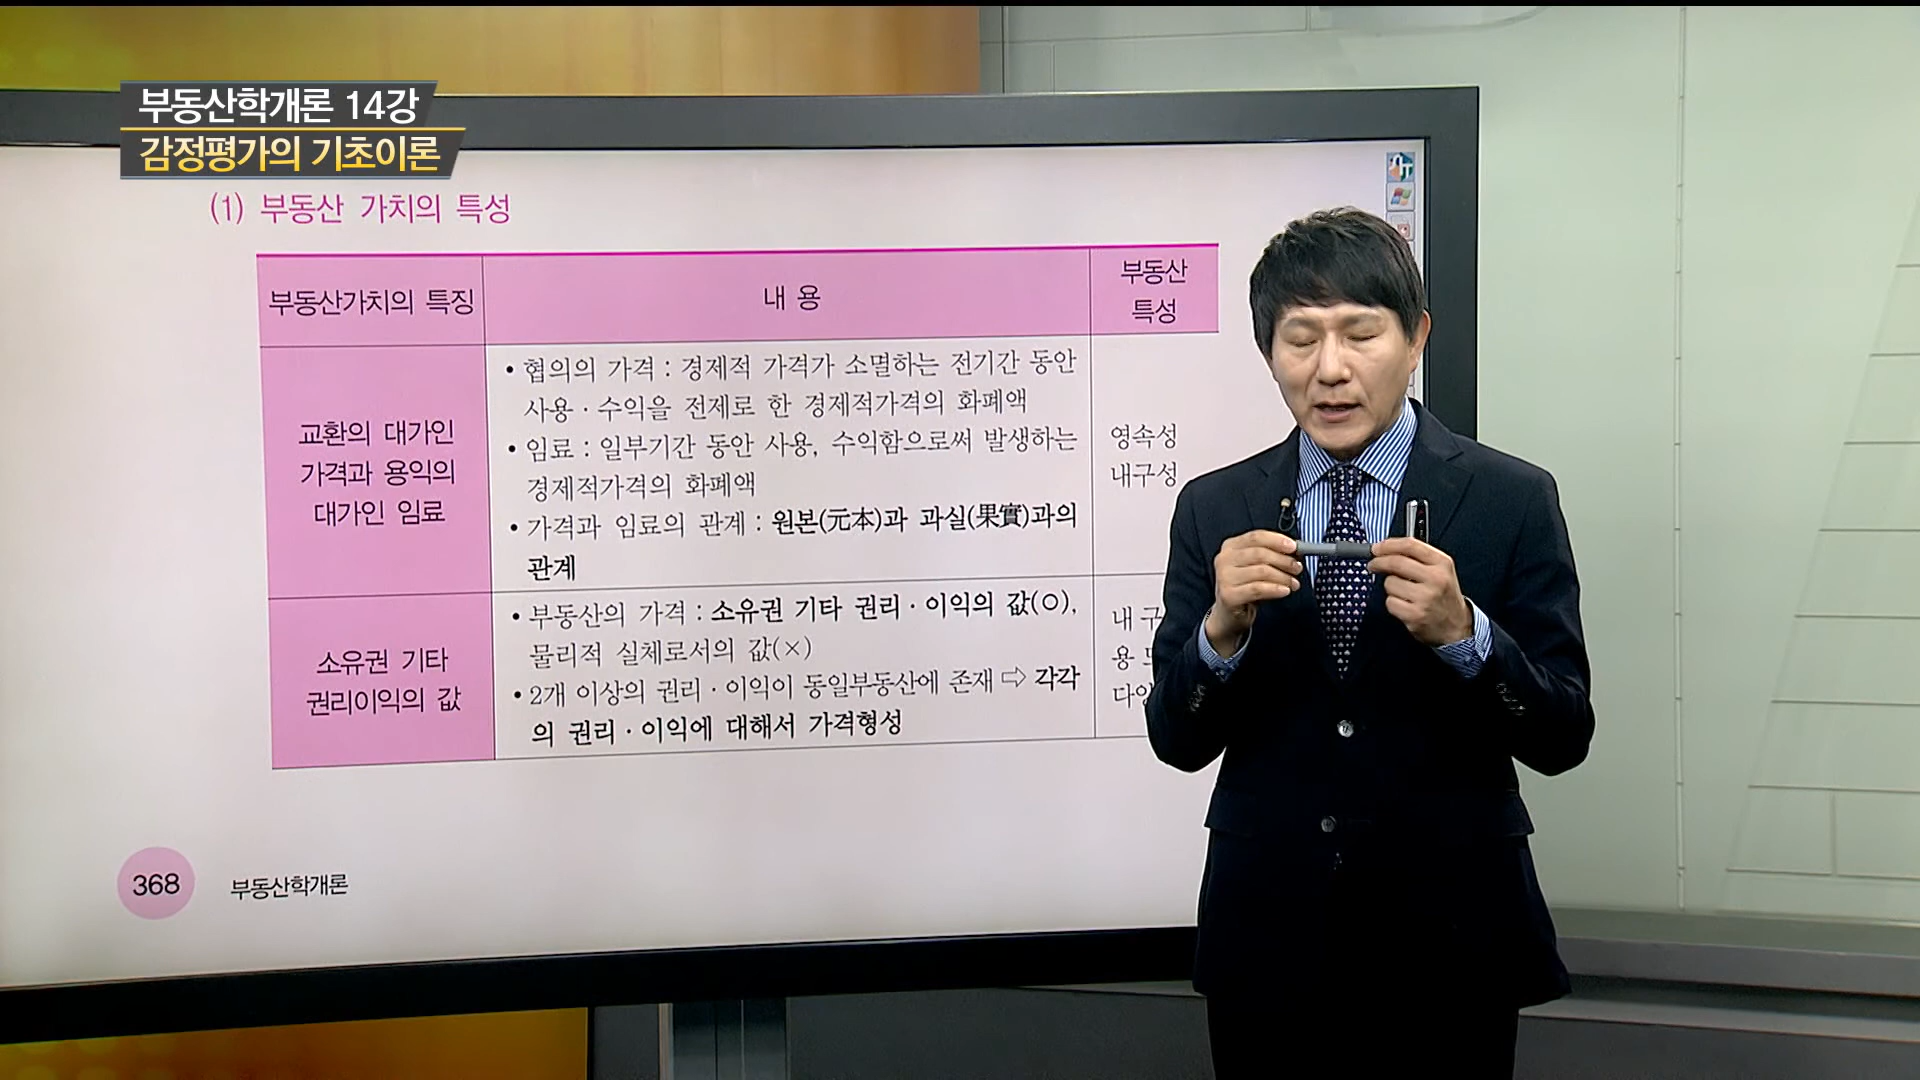 부동산학개론 14강
감정평가의 기초이론
(1) 부동산 가치의 특성
부동산가치의 특징
내 용
부동산
특성
교환의 대가인
가격과 용익의
대가인 임료
• 협의의 가격 : 경제적 가격가 소멸하는 전기간 동안
사용 · 수익을 전제로 한 경제적가격의 화폐액
• 임료 : 일부기간 동안 사용, 수익함으로써 발생하는
경제적가격의 화폐액
• 가격과 임료의 관계 : 원본(元本)과 과실(果實)과의
관계
영속성
내구성
소유권 기타
권리이익의 값
• 부동산의 가격 : 소유권 기타 권리 · 이익의 값(○),
물리적 실체로서의 값(×)
• 2개 이상의 권리 · 이익이 동일부동산에 존재 ⇨ 각각
의 권리 · 이익에 대해서 가격형성
내 구
용
다양
368
부동산학개론